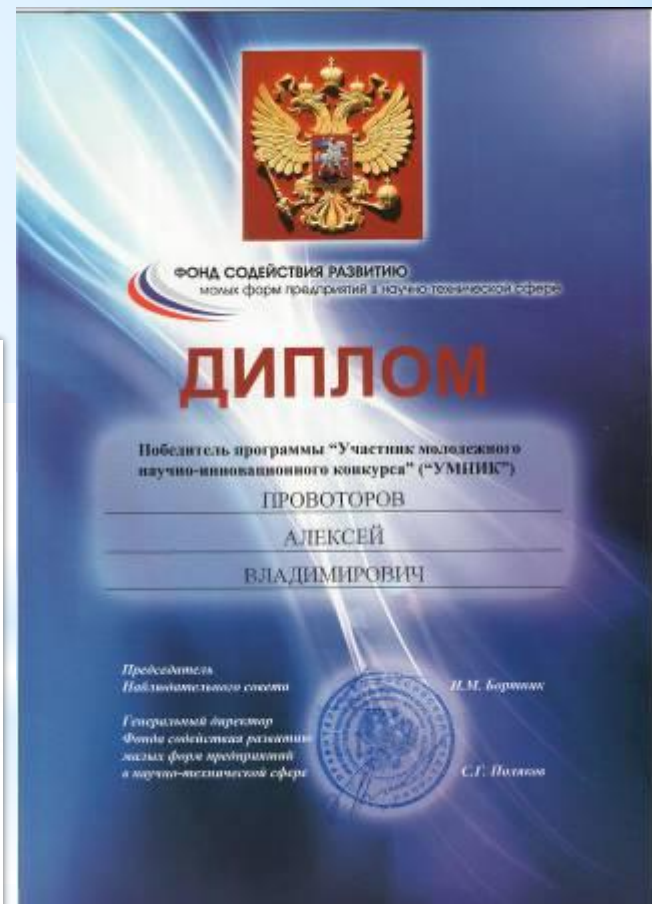 ФОНД СОДЕЙСТВИЯ РАЗВИТИЮ
малых форм предприятий в научно-технической сфере
ДИПЛОМ
Победитель программы “Участник молодежного
научно-инновационного конкурса” (“УМНИК”)
ПРОВОТОРОВ
АЛЕКСЕЙ
ВЛАДИМИРОВИЧ
Председатель
Наблюдательного совета
И.М. Бортник
Генеральный директор
Фонда содействия развитию
малых форм предприятий
в научно-технической сфере
С.Г. Поляков